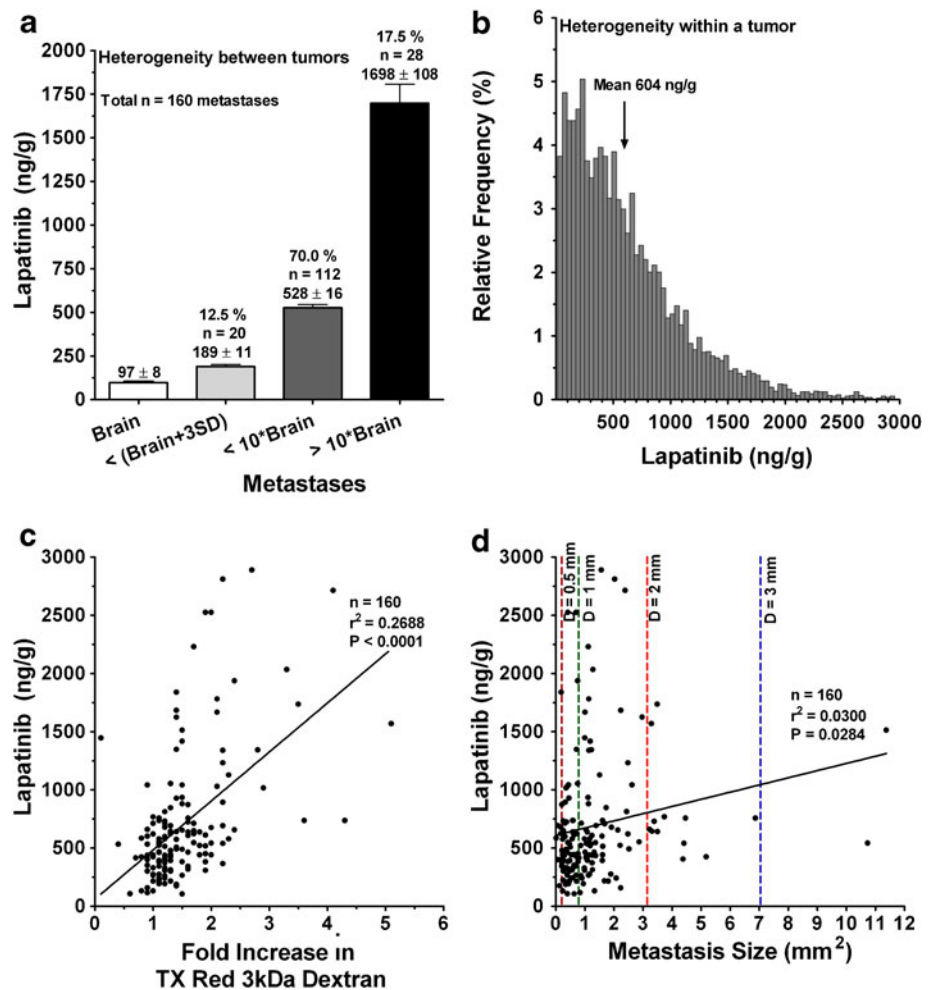 a
Heterogeneity between tumors
Total n = 160 metastases
17.5 %
n = 28
1698 ± 108
70.0 %
n = 112
528 ± 16
12.5 %
n = 20
189 ± 11
97 ± 8
2000
1750
1500
1250
1000
750
500
250
0
Lapatinib (ng/g)
Brain
< (Brain+3SD)
< 10*Brain
> 10*Brain
Metastases
b
Heterogeneity within a tumor
Mean 604 ng/g
6
5
4
3
2
1
0
Relative Frequency (%)
500 1000 1500 2000 2500 3000
Lapatinib (ng/g)
c
3000
2500
2000
1500
1000
500
0
Lapatinib (ng/g)
n = 160
r² = 0.2688
P < 0.0001
0 1 2 3 4 5 6
Fold Increase in
TX Red 3kDa Dextran
d
3000
2500
2000
1500
1000
500
0
Lapatinib (ng/g)
D = 0.5 mm
D = 1 mm
D = 2 mm
D = 3 mm
n = 160
r² = 0.0300
P = 0.0284
0 1 2 3 4 5 6 7 8 9 10 11 12
Metastasis Size (mm²)